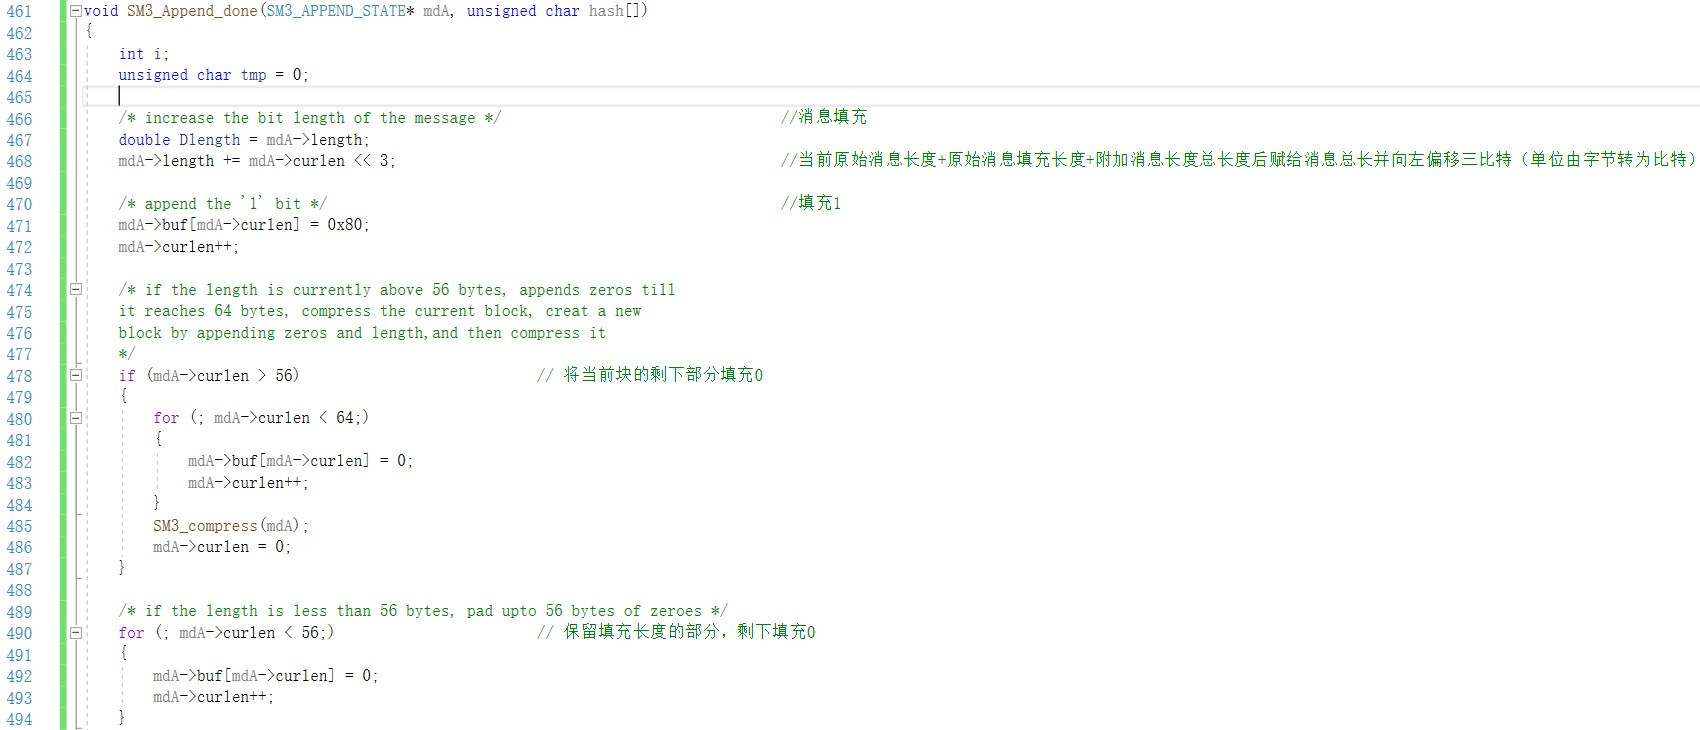 461 void SM3_Append_done(SM3_APPEND_STATE* mdA, unsigned char hash[])
462 {
463 int i;
464 unsigned char tmp = 0;
465
466 /* increase the bit length of the message */ //消息填充
467 double Dlength = mdA->length;
468 mdA->length += mdA->curlen << 3; //当前原始消息长度+原始消息填充长度+附加消息长度总长度后赋给消息总长并向左偏移三比特（单位由字节转为比特）
469
470 /* append the '1' bit */ //填充1
471 mdA->buf[mdA->curlen] = 0x80;
472 mdA->curlen++;
473
474 /* if the length is currently above 56 bytes, appends zeros till
475 it reaches 64 bytes, compress the current block, creat a new
476 block by appending zeros and length,and then compress it
477 */
478 if (mdA->curlen > 56) // 将当前块的剩下部分填充0
479 {
480 for (; mdA->curlen < 64;)
481 {
482 mdA->buf[mdA->curlen] = 0;
483 mdA->curlen++;
484 }
485 SM3_compress(mdA);
486 mdA->curlen = 0;
487 }
488
489 /* if the length is less than 56 bytes, pad upto 56 bytes of zeroes */
490 for (; mdA->curlen < 56;) // 保留填充长度的部分，剩下填充0
491 {
492 mdA->buf[mdA->curlen] = 0;
493 mdA->curlen++;
494 }